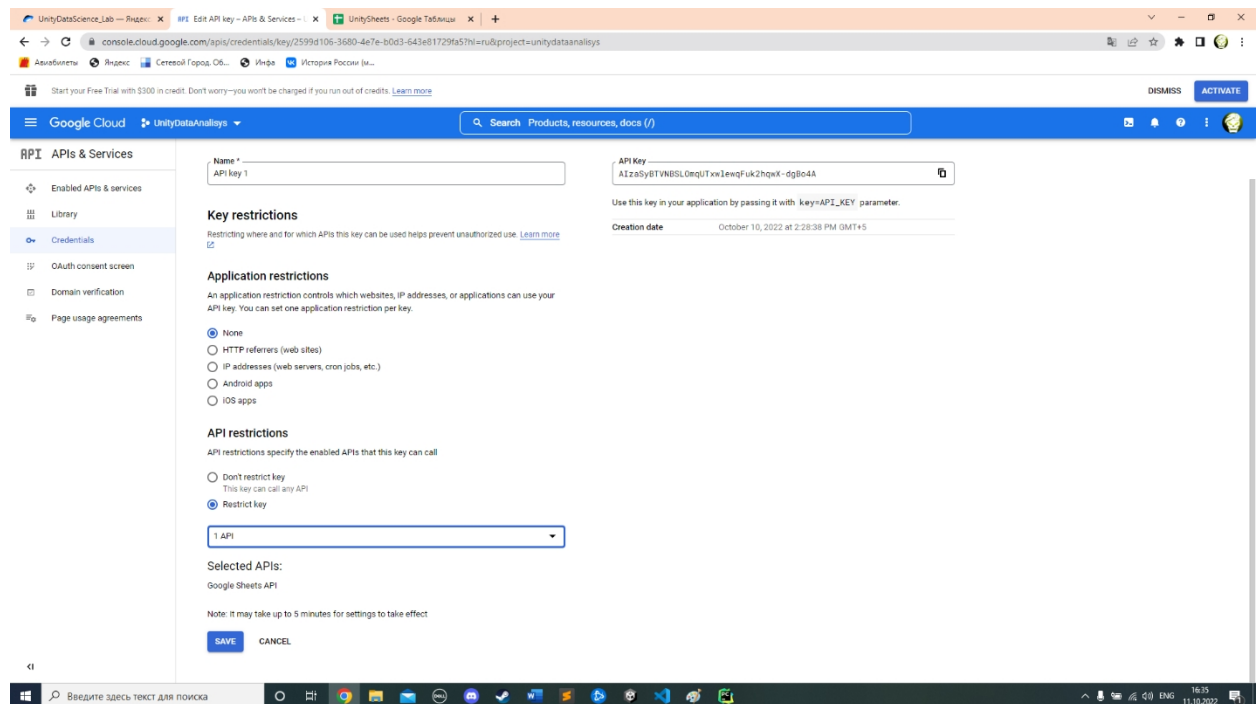 UnityDataScience_Lab — Яндекс
API Edit API key – APIs & Services –
UnitySheets - Google Таблицы
console.cloud.google.com/apis/credentials/key/2599d106-3680-4e7e-b0d3-643e81729fa5?hl=ru&project=unitydataanalisys
Авиабилеты
Яндекс
Сетевой Город. Об...
Инфа
История России (м...
Start your Free Trial with $300 in credit. Don't worry—you won't be charged if you run out of credits. Learn more
DISMISS
ACTIVATE
Google Cloud
UnityDataAnalisys
Search Products, resources, docs (/)
API APIs & Services
Enabled APIs & services
Library
Credentials
OAuth consent screen
Domain verification
Page usage agreements
Name *
API key 1
Key restrictions
Restricting where and for which APIs this key can be used helps prevent unauthorized use. Learn more
Application restrictions
An application restriction controls which websites, IP addresses, or applications can use your
API key. You can set one application restriction per key.
None
HTTP referrers (web sites)
IP addresses (web servers, cron jobs, etc.)
Android apps
iOS apps
API restrictions
API restrictions specify the enabled APIs that this key can call
Don't restrict key
This key can call any API
Restrict key
1 API
Selected APIs:
Google Sheets API
Note: It may take up to 5 minutes for settings to take effect
SAVE
CANCEL
API Key
AIzaSyBTVNBSLOmqUTxwlewqFuk2hqwX-dgBo4A
Use this key in your application by passing it with key=API_KEY parameter.
Creation date
October 10, 2022 at 2:28:38 PM GMT+5
Введите здесь текст для поиска
ENG
16:35
11.10.2022